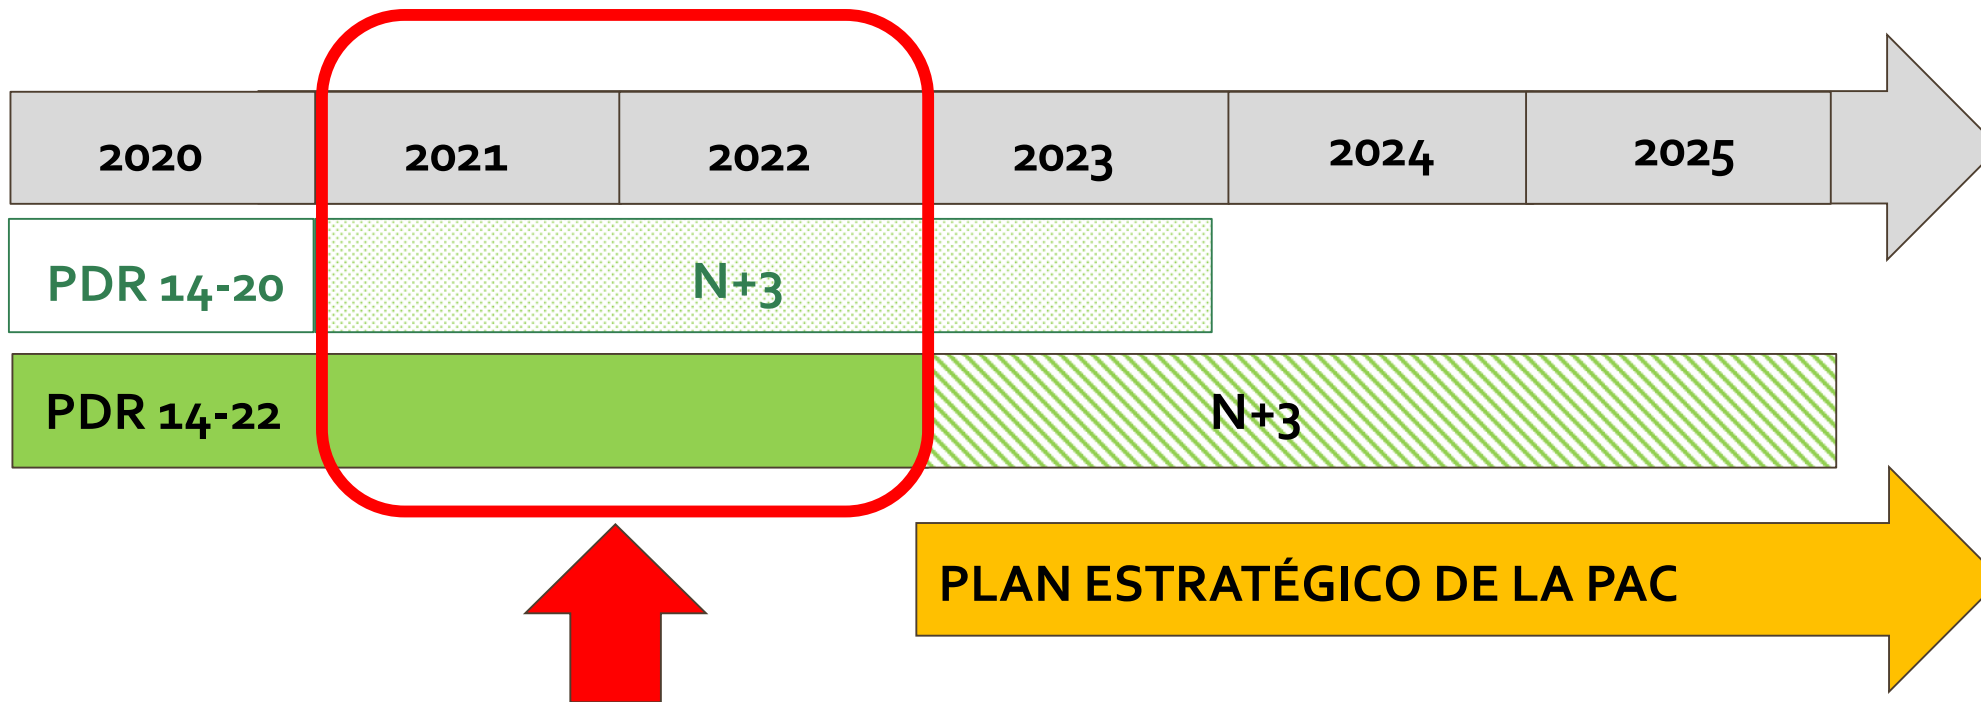 2020 2021 2022 2023 2024 2025
PDR 14-20 N+3
PDR 14-22 N+3
PLAN ESTRATÉGICO DE LA PAC